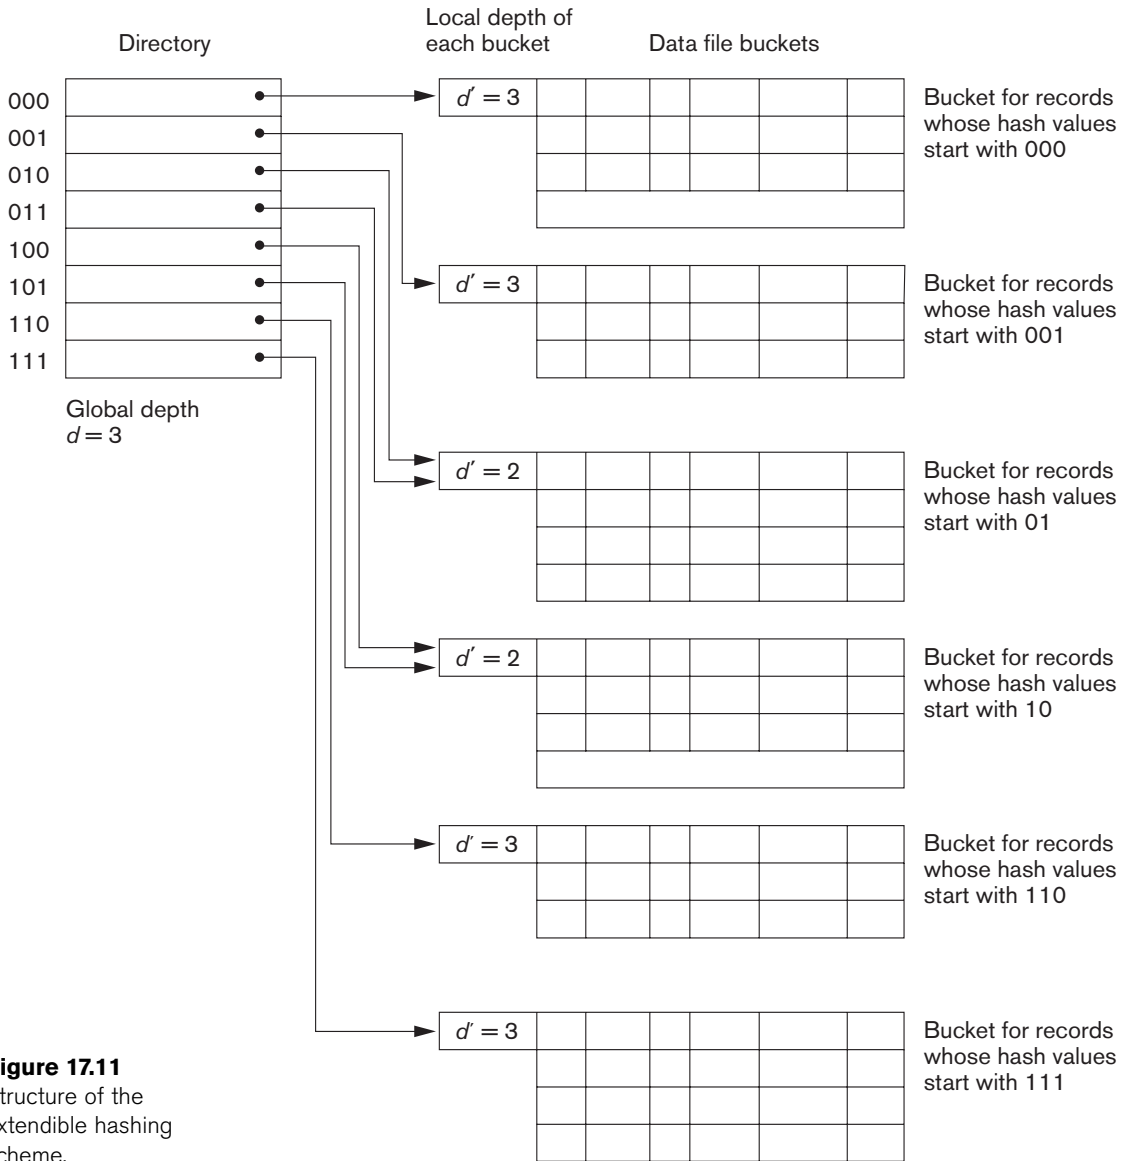 Directory
Local depth of
each bucket
Data file buckets
000
001
010
011
100
101
110
111
Global depth
d = 3
d′ = 3
Bucket for records
whose hash values
start with 000
d′ = 3
Bucket for records
whose hash values
start with 001
d′ = 2
Bucket for records
whose hash values
start with 01
d′ = 2
Bucket for records
whose hash values
start with 10
d′ = 3
Bucket for records
whose hash values
start with 110
d′ = 3
Bucket for records
whose hash values
start with 111
igure 17.11
tructure of the
xtendible hashing
cheme.